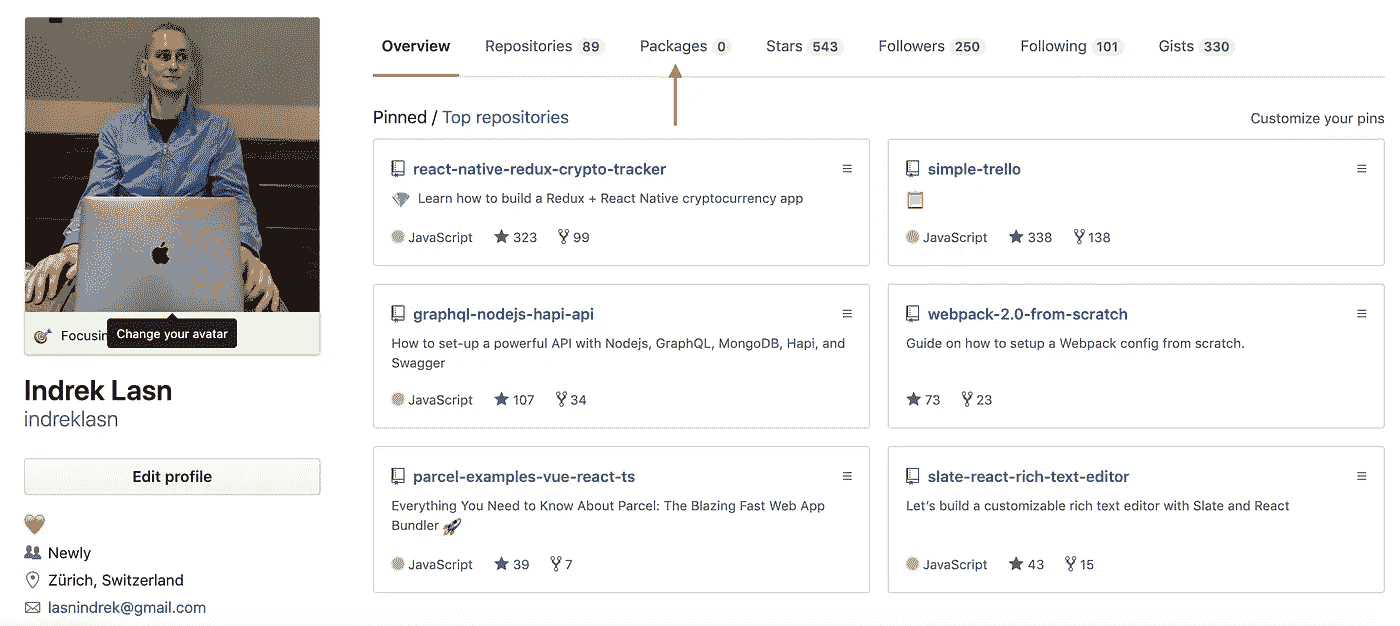 Overview Repositories 89 Packages 0 Stars 543 Followers 250 Following 101 Gists 330
Pinned / Top repositories
Customize your pins
react-native-redux-crypto-tracker
Learn how to build a Redux + React Native cryptocurrency app
JavaScript 323 99
simple-trello
JavaScript 338 138
graphql-nodejs-hapi-api
How to set-up a powerful API with Nodejs, GraphQL, MongoDB, Hapi, and
Swagger
JavaScript 107 34
webpack-2.0-from-scratch
Guide on how to setup a Webpack config from scratch.
73 23
parcel-examples-vue-react-ts
Everything You Need to Know About Parcel: The Blazing Fast Web App
Bundler
JavaScript 39 7
slate-react-rich-text-editor
Let's build a customizable rich text editor with Slate and React
JavaScript 43 15
Focusin
Change your avatar
Indrek Lasn
indreklasn
Edit profile
Newly
Zürich, Switzerland
lasnindrek@gmail.com